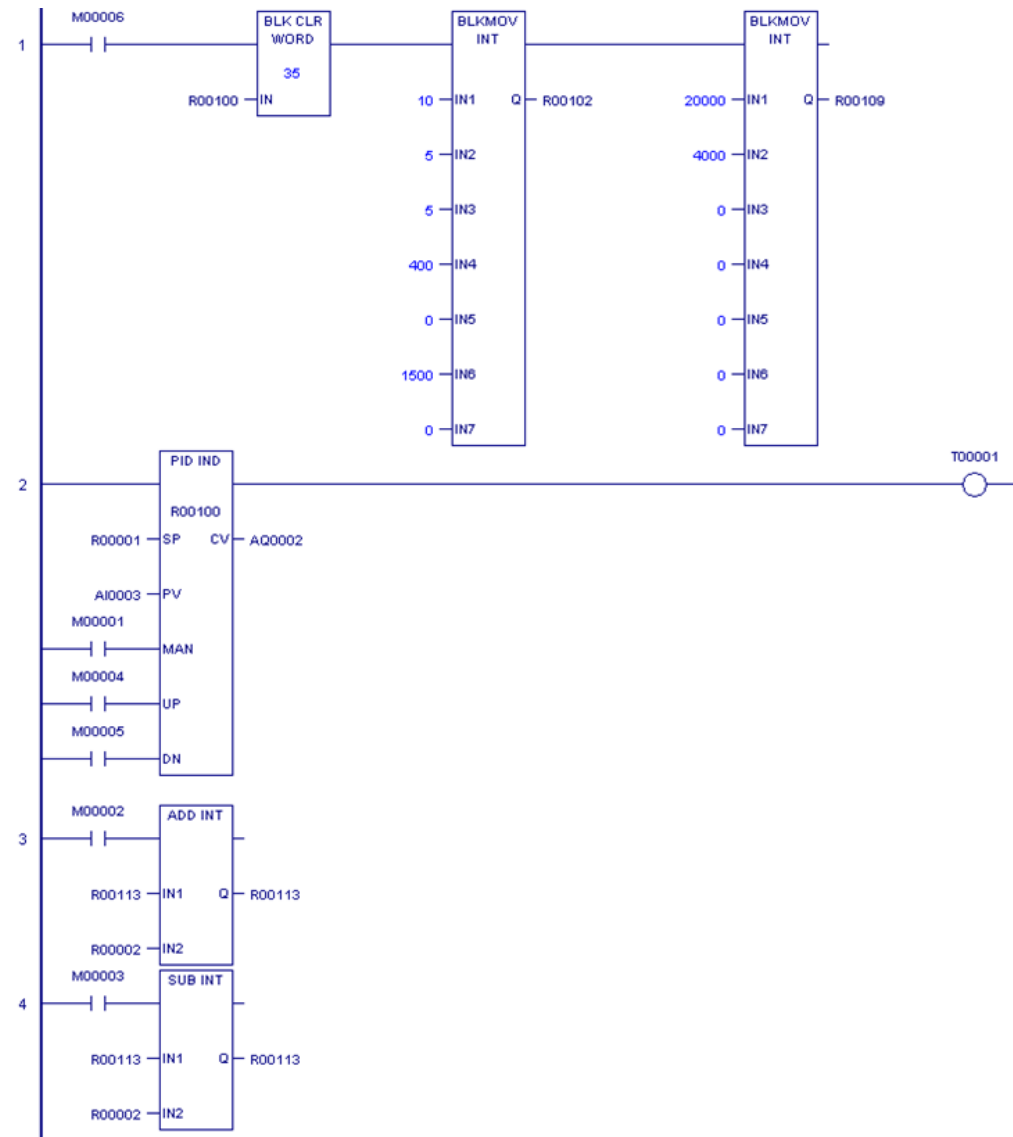 M00006
BLK CLR
WORD
35
R00100 IN
BLKMOV
INT
10 IN1 Q R00102
5 IN2
5 IN3
400 IN4
0 IN5
1500 IN6
0 IN7
BLKMOV
INT
20000 IN1 Q R00109
4000 IN2
0 IN3
0 IN4
0 IN5
0 IN6
0 IN7
1
2
PID IND
R00100
T00001
R00001 SP CV AQ0002
AI0003 PV
M00001
MAN
M00004
UP
M00005
DN
3
M00002
ADD INT
R00113 IN1 Q R00113
R00002 IN2
4
M00003
SUB INT
R00113 IN1 Q R00113
R00002 IN2